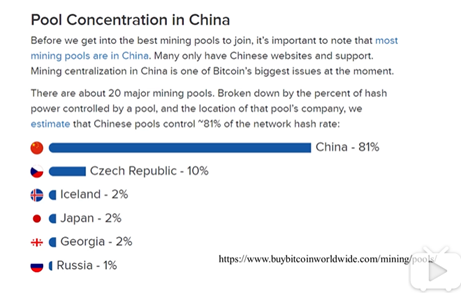 Pool Concentration in China
Before we get into the best mining pools to join, it's important to note that most
mining pools are in China. Many only have Chinese websites and support.
Mining centralization in China is one of Bitcoin's biggest issues at the moment.
There are about 20 major mining pools. Broken down by the percent of hash
power controlled by a pool, and the location of that pool's company, we
estimate that Chinese pools control ~81% of the network hash rate:
China - 81%
Czech Republic - 10%
Iceland - 2%
Japan - 2%
Georgia - 2%
Russia - 1%
https://www.buybitcoinworldwide.com/mining/pools/